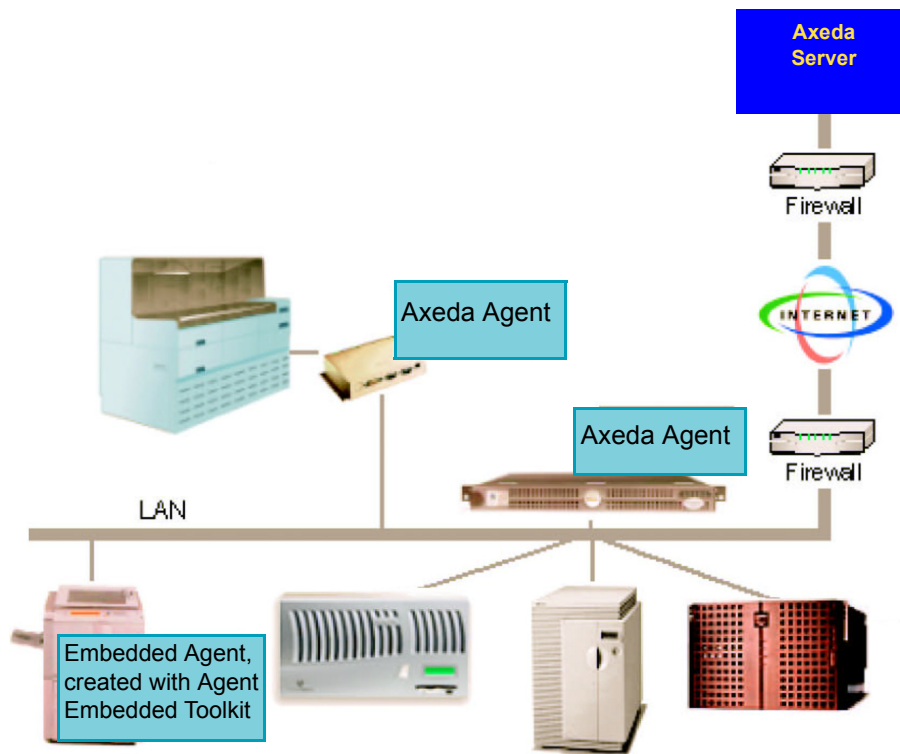 Axeda
Server
Firewall
INTERNET
Axeda Agent
Axeda Agent
Firewall
LAN
Embedded Agent,
created with Agent
Embedded Toolkit